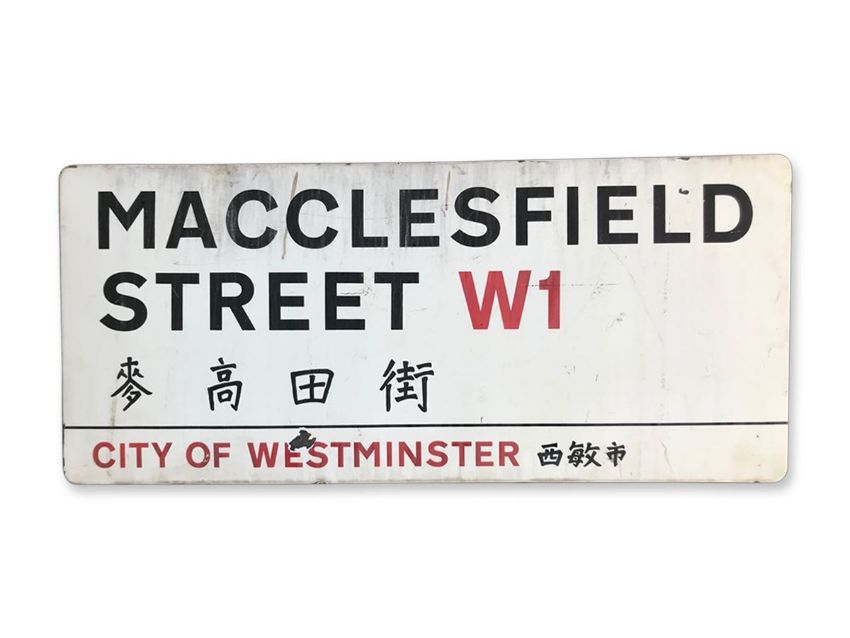 MACCLESFIELD
STREET W1
麥高田街
CITY OF WESTMINSTER 西敏市